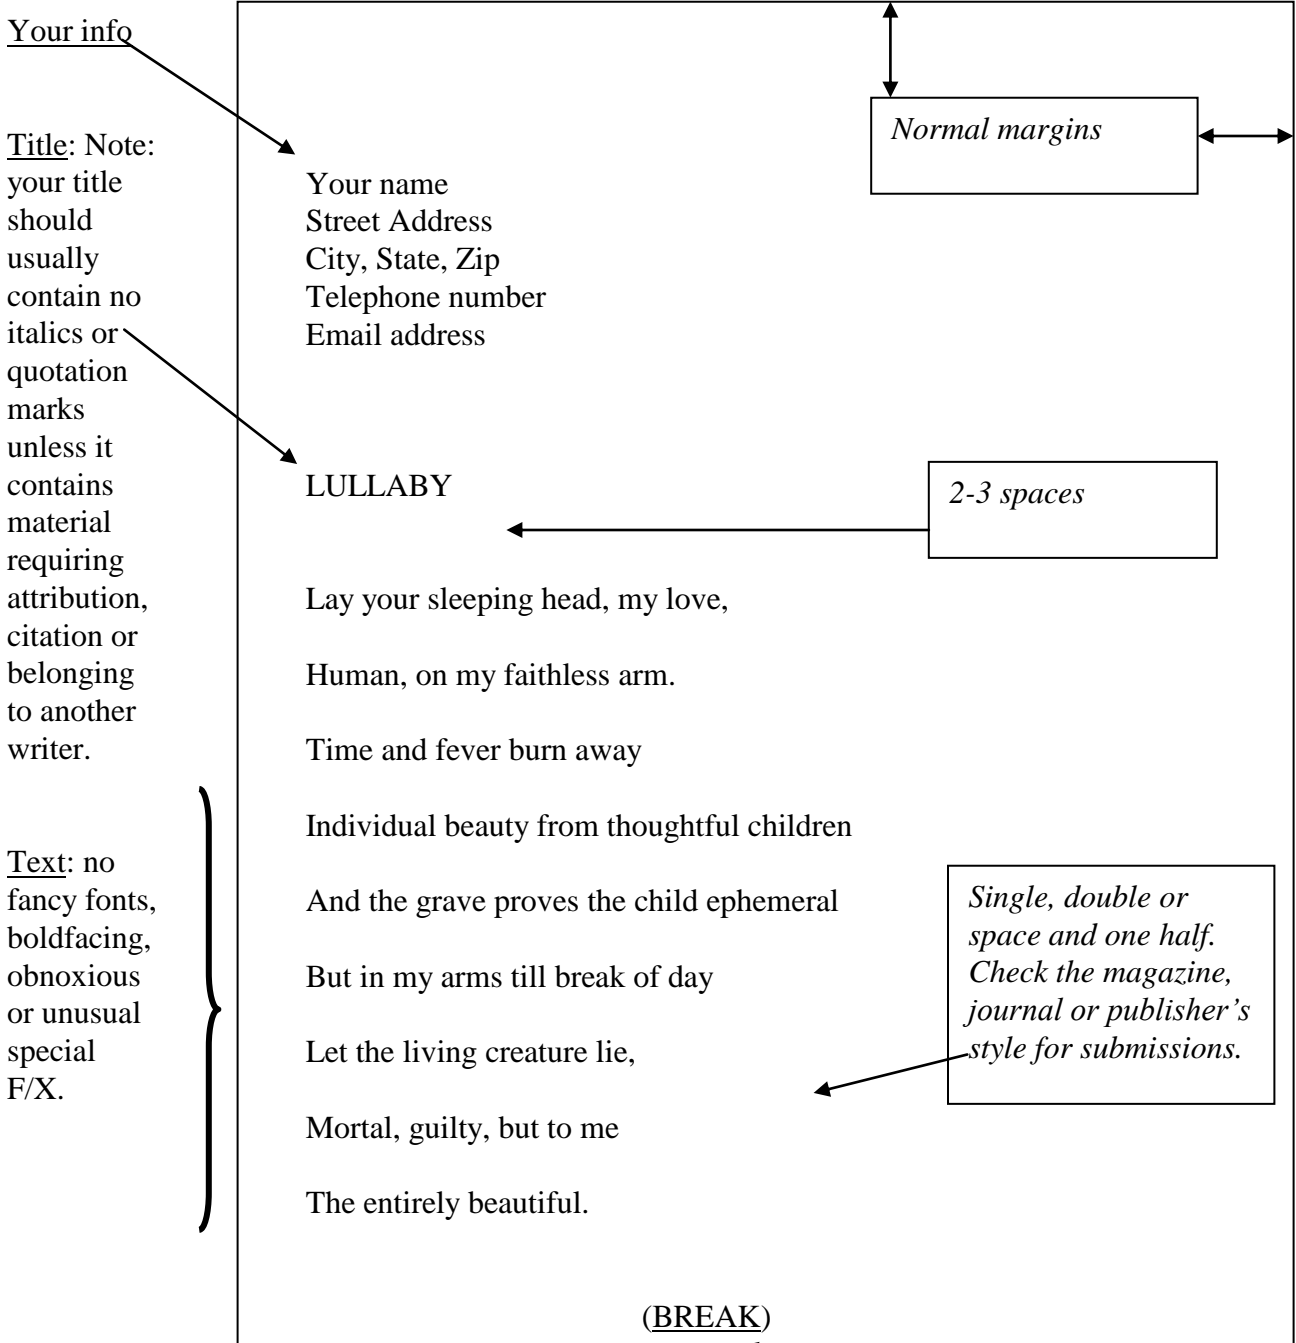 Your info
Title: Note:
your title
should
usually
contain no
italics or
quotation
marks
unless it
contains
material
requiring
attribution,
citation or
belonging
to another
writer.
Text: no
fancy fonts,
boldfacing,
obnoxious
or unusual
special
F/X.
Normal margins
Your name
Street Address
City, State, Zip
Telephone number
Email address
LULLABY
2-3 spaces
Lay your sleeping head, my love,
Human, on my faithless arm.
Time and fever burn away
Individual beauty from thoughtful children
And the grave proves the child ephemeral
But in my arms till break of day
Let the living creature lie,
Mortal, guilty, but to me
The entirely beautiful.
Single, double or
space and one half.
Check the magazine,
journal or publisher’s
style for submissions.
(BREAK)